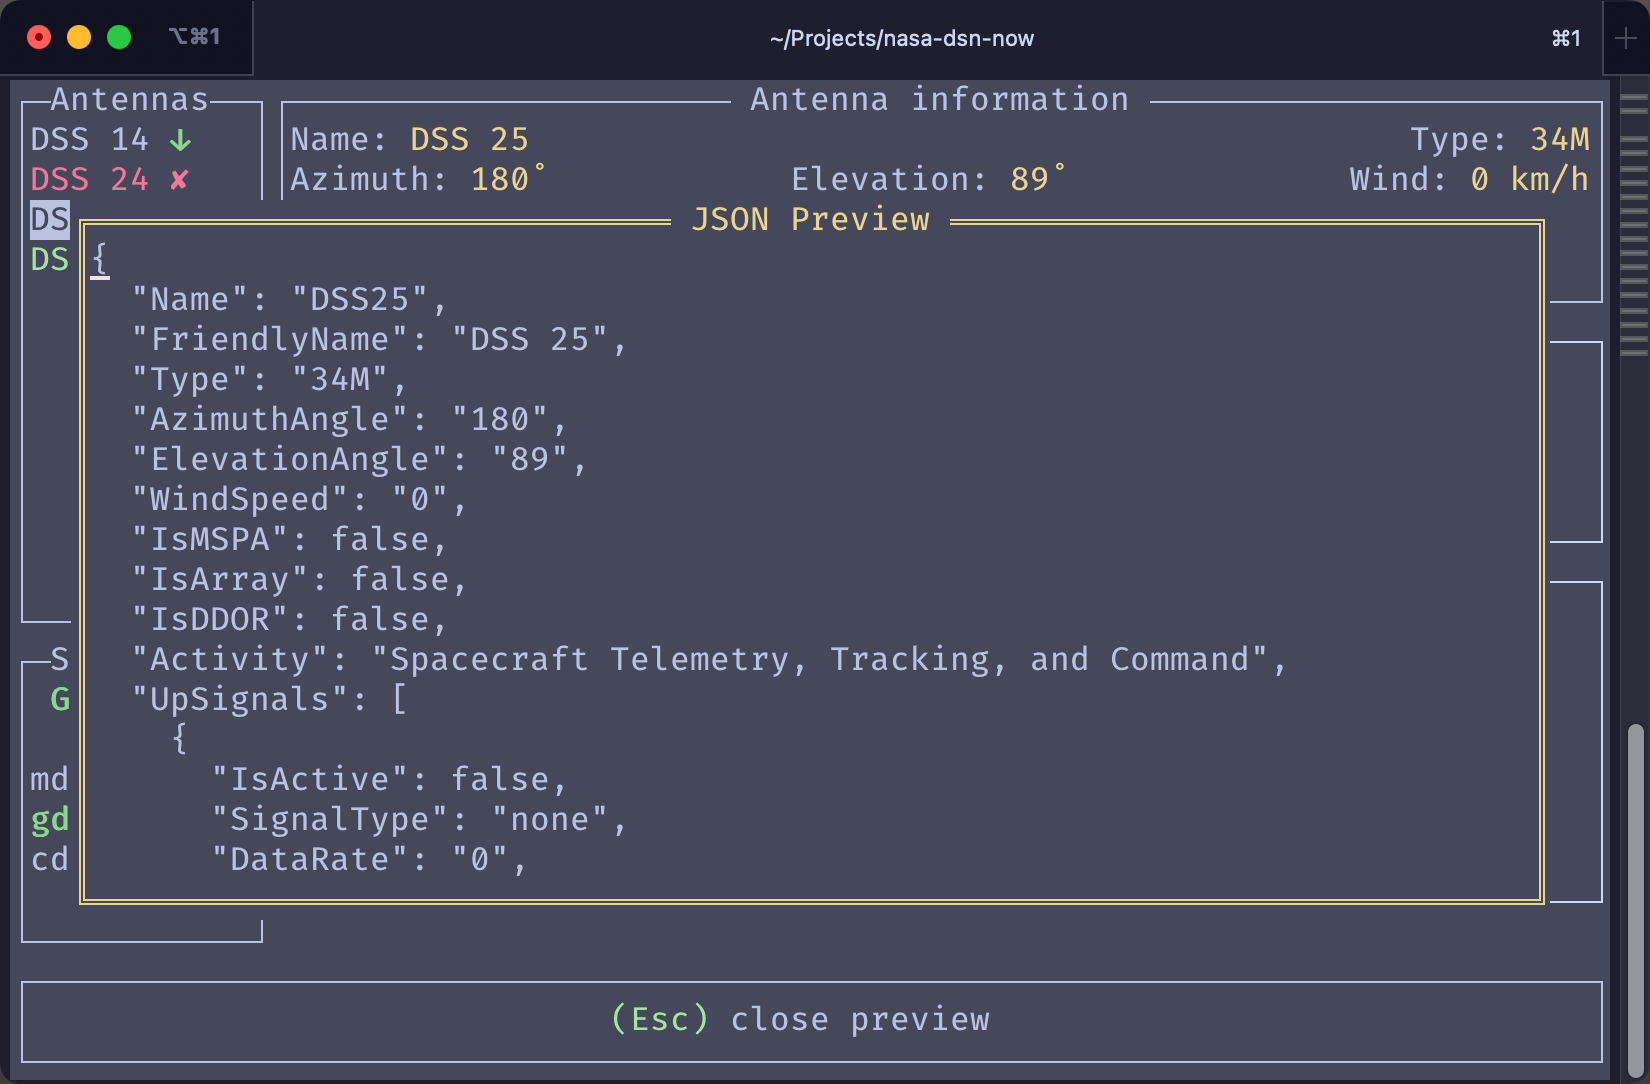 ⌥⌘1 ~/Projects/nasa-dsn-now ⌘1 +
Antennas
DSS 14 ↓
DSS 24 ✘
DS
DS
Antenna information
Name: DSS 25 Type: 34M
Azimuth: 180° Elevation: 89° Wind: 0 km/h
JSON Preview
{
"Name": "DSS25",
"FriendlyName": "DSS 25",
"Type": "34M",
"AzimuthAngle": "180",
"ElevationAngle": "89",
"WindSpeed": "0",
"IsMSPA": false,
"IsArray": false,
"IsDDOR": false,
"Activity": "Spacecraft Telemetry, Tracking, and Command",
"UpSignals": [
{
"IsActive": false,
"SignalType": "none",
"DataRate": "0",
S
G
md
gd
cd
(Esc) close preview